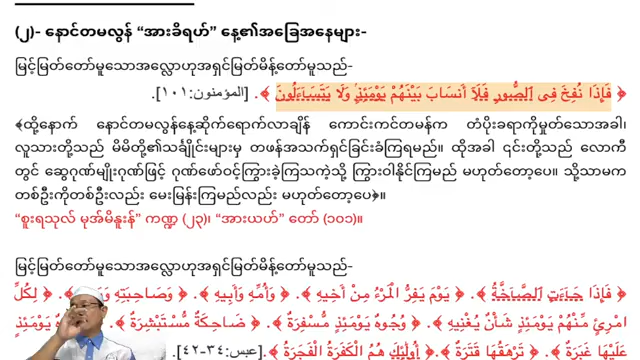 (၂)- နောင်တမလွန် “အားခိရဟ်” နေ့၏အခြေအနေများ-
မြင့်မြတ်တော်မူသောအလ္လောဟုအရှင်မြတ်မိန့်တော်မူသည်-
﴿ فَإِذَا نُفِخَ فِي ٱلصُّورِ فَلَآ أَنسَابَ بَيْنَهُمْ يَوْمَئِذٍ وَلَا يَتَسَآءَلُونَ ﴾. [المؤمنون:١٠١].
﴾ထို့နောက် နောင်တမလွန်နေ့ဆိုက်ရောက်လာချိန် ကောင်းကင်တမန်က တံပိုးခရာကိုမှုတ်သောအခါ၊
လူသားတို့သည် မိမိတို့၏သင်္ချိုင်းများမှ တဖန်အသက်ရှင်ခြင်းခံကြရမည်။ ထိုအခါ ၎င်းတို့သည် လောကီ
တွင် ဆွေဂုဏ်မျိုးဂုဏ်ဖြင့် ဂုဏ်ဖော်ဝင့်ကြွားခဲ့ကြသကဲ့သို့ ကြွားဝါနိုင်ကြမည် မဟုတ်တော့ပေ။ သို့သာမက
တစ်ဦးကိုတစ်ဦးလည်း မေးမြန်းကြမည်လည်း မဟုတ်တော့ပေ﴿။
“စူးရသုလ် မုအ်မိနူးန်” ကဏ္ဍ (၂၃)၊ “အားယဟ်” တော် (၁၀၁)။
မြင့်မြတ်တော်မူသောအလ္လောဟုအရှင်မြတ်မိန့်တော်မူသည်-
﴿ فَإِذَا جَآءَتِ ٱلصَّآخَّةُ ﴾. ﴿ يَوْمَ يَفِرُّ ٱلْمَرْءُ مِنْ أَخِيهِ ﴾. ﴿ وَأُمِّهِ وَأَبِيهِ ﴾. ﴿ وَصَاحِبَتِهِ ﴾. ﴿ لِكُلِّ
ٱمْرِئٍ مِّنْهُمْ يَوْمَئِذٍ شَأْنٌ يُغْنِيهِ ﴾. ﴿ وُجُوهٌ يَوْمَئِذٍ مُّسْفِرَةٌ ﴾. ﴿ ضَاحِكَةٌ مُّسْتَبْشِرَةٌ ﴾. ﴿ وَوُجُوهٌ يَوْمَئِذٍ
عَلَيْهَا غَبَرَةٌ ﴾. ﴿ تَرْهَقُهَا قَتَرَةٌ ﴾. ﴿ أُو۟لَٰٓئِكَ هُمُ ٱلْكَفَرَةُ ٱلْفَجَرَةُ ﴾. [عبس:٣٤-٤٢].